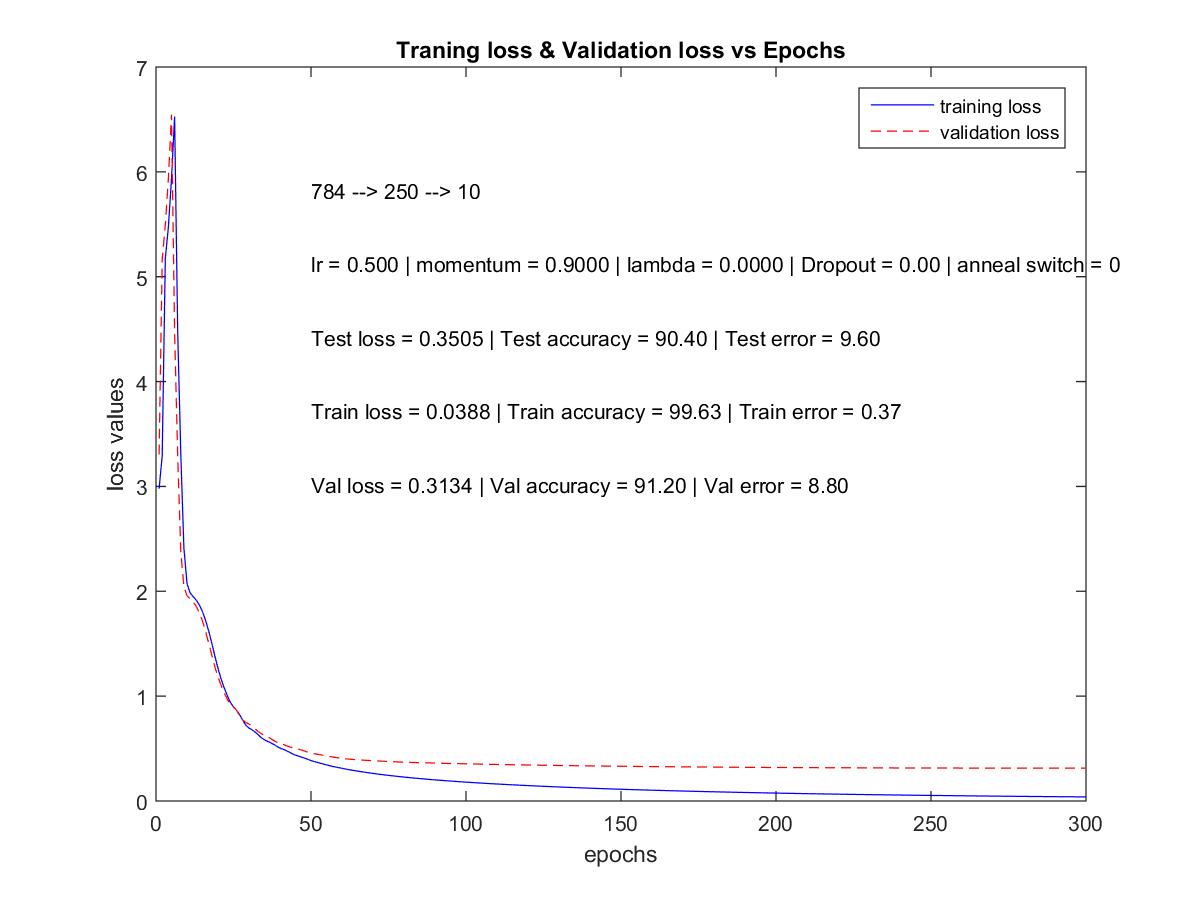 Traning loss & Validation loss vs Epochs
7
training loss
validation loss
6
784 --> 250 --> 10
5
lr = 0.500 | momentum = 0.9000 | lambda = 0.0000 | Dropout = 0.00 | anneal switch = 0
Test loss = 0.3505 | Test accuracy = 90.40 | Test error = 9.60
4
Train loss = 0.0388 | Train accuracy = 99.63 | Train error = 0.37
loss values
3
Val loss = 0.3134 | Val accuracy = 91.20 | Val error = 8.80
2
1
0
0 50 100 150 200 250 300
epochs